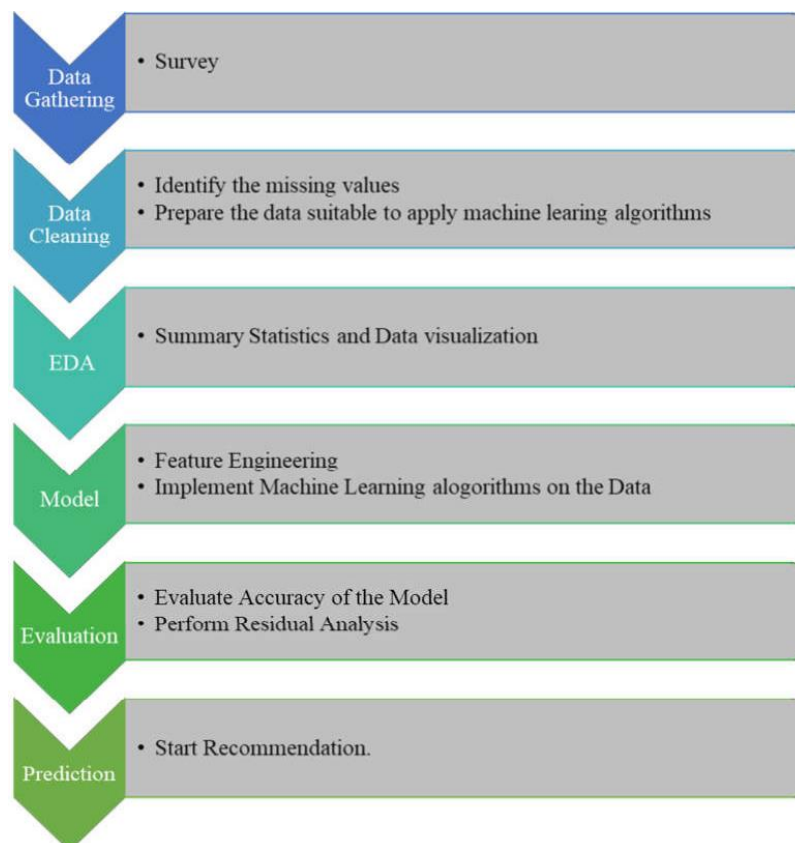 Data
Gathering
• Survey
Data
Cleaning
• Identify the missing values
• Prepare the data suitable to apply machine learing algorithms
EDA
• Summary Statistics and Data visualization
Model
• Feature Engineering
• Implement Machine Learning alogorithms on the Data
Evaluation
• Evaluate Accuracy of the Model
• Perform Residual Analysis
Prediction
• Start Recommendation.